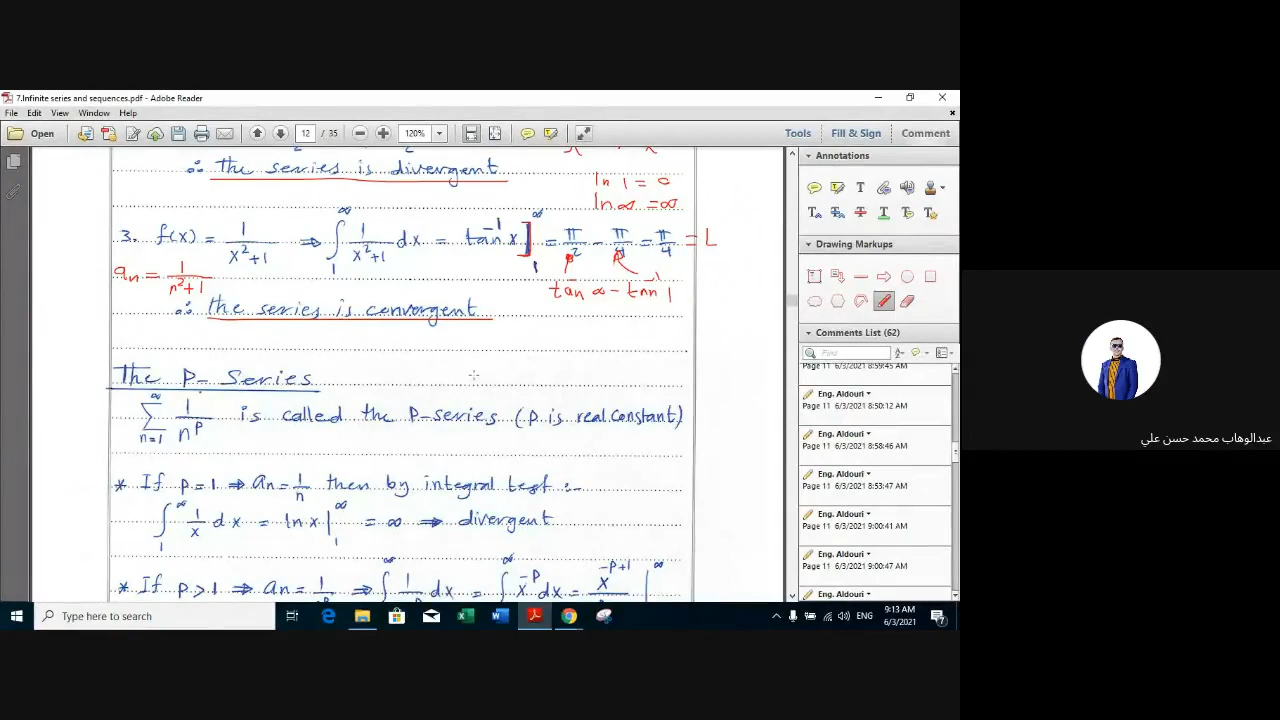 7.Infinite series and sequences.pdf - Adobe Reader
File Edit View Window Help
Open 12 / 35 120% Tools Fill & Sign Comment
∴ the series is divergent
ln 1 = 0
ln ∞ = ∞
3. f(x) = 1/(x²+1) ⇒ ∫₁^∞ 1/(x²+1) dx = tan⁻¹ x]₁^∞ = π/2 − π/4 = π/4 = L
an = 1/(n²+1)
tan⁻¹ ∞ − tan⁻¹ 1
∴ the series is convergent
The P- Series
∑ₙ₌₁^∞ 1/n^P is called the P-series (P is real constant)
* If P=1 ⇒ an = 1/n then by integral test :-
∫₁^∞ 1/x dx = ln x |₁^∞ = ∞ ⇒ divergent
* If P>1 ⇒ an = 1/n^P ⇒ ∫^∞ 1/x^P dx = ∫^∞ x^-P dx = x^-P+1 |^∞
Annotations
Drawing Markups
Comments List (62)
Find
Page 11 6/3/2021 8:59:45 AM
Eng. Aldouri
Page 11 6/3/2021 8:50:12 AM
Eng. Aldouri
Page 11 6/3/2021 8:58:46 AM
Eng. Aldouri
Page 11 6/3/2021 8:53:47 AM
Eng. Aldouri
Page 11 6/3/2021 9:00:41 AM
Eng. Aldouri
Page 11 6/3/2021 9:00:47 AM
Eng. Aldouri
Type here to search
ENG
9:13 AM
6/3/2021
7
عبدالوهاب محمد حسن علي